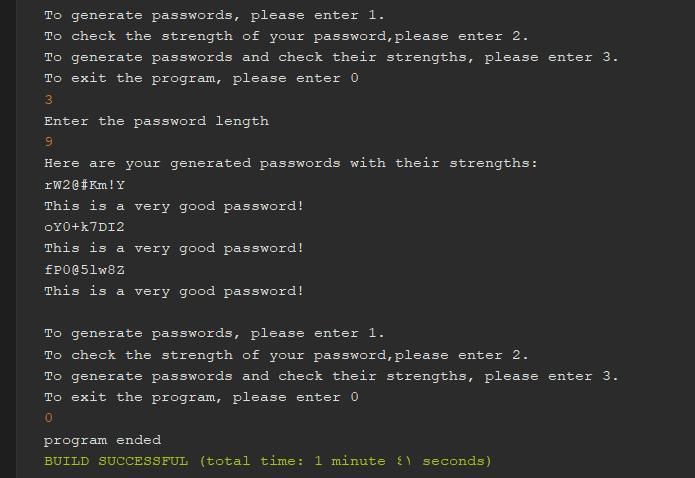 To generate passwords, please enter 1.
To check the strength of your password,please enter 2.
To generate passwords and check their strengths, please enter 3.
To exit the program, please enter 0
3
Enter the password length
9
Here are your generated passwords with their strengths:
rW2@#Km!Y
This is a very good password!
oY0+k7DI2
This is a very good password!
fP0@5lw8Z
This is a very good password!
To generate passwords, please enter 1.
To check the strength of your password,please enter 2.
To generate passwords and check their strengths, please enter 3.
To exit the program, please enter 0
0
program ended
BUILD SUCCESSFUL (total time: 1 minute ٤١ seconds)